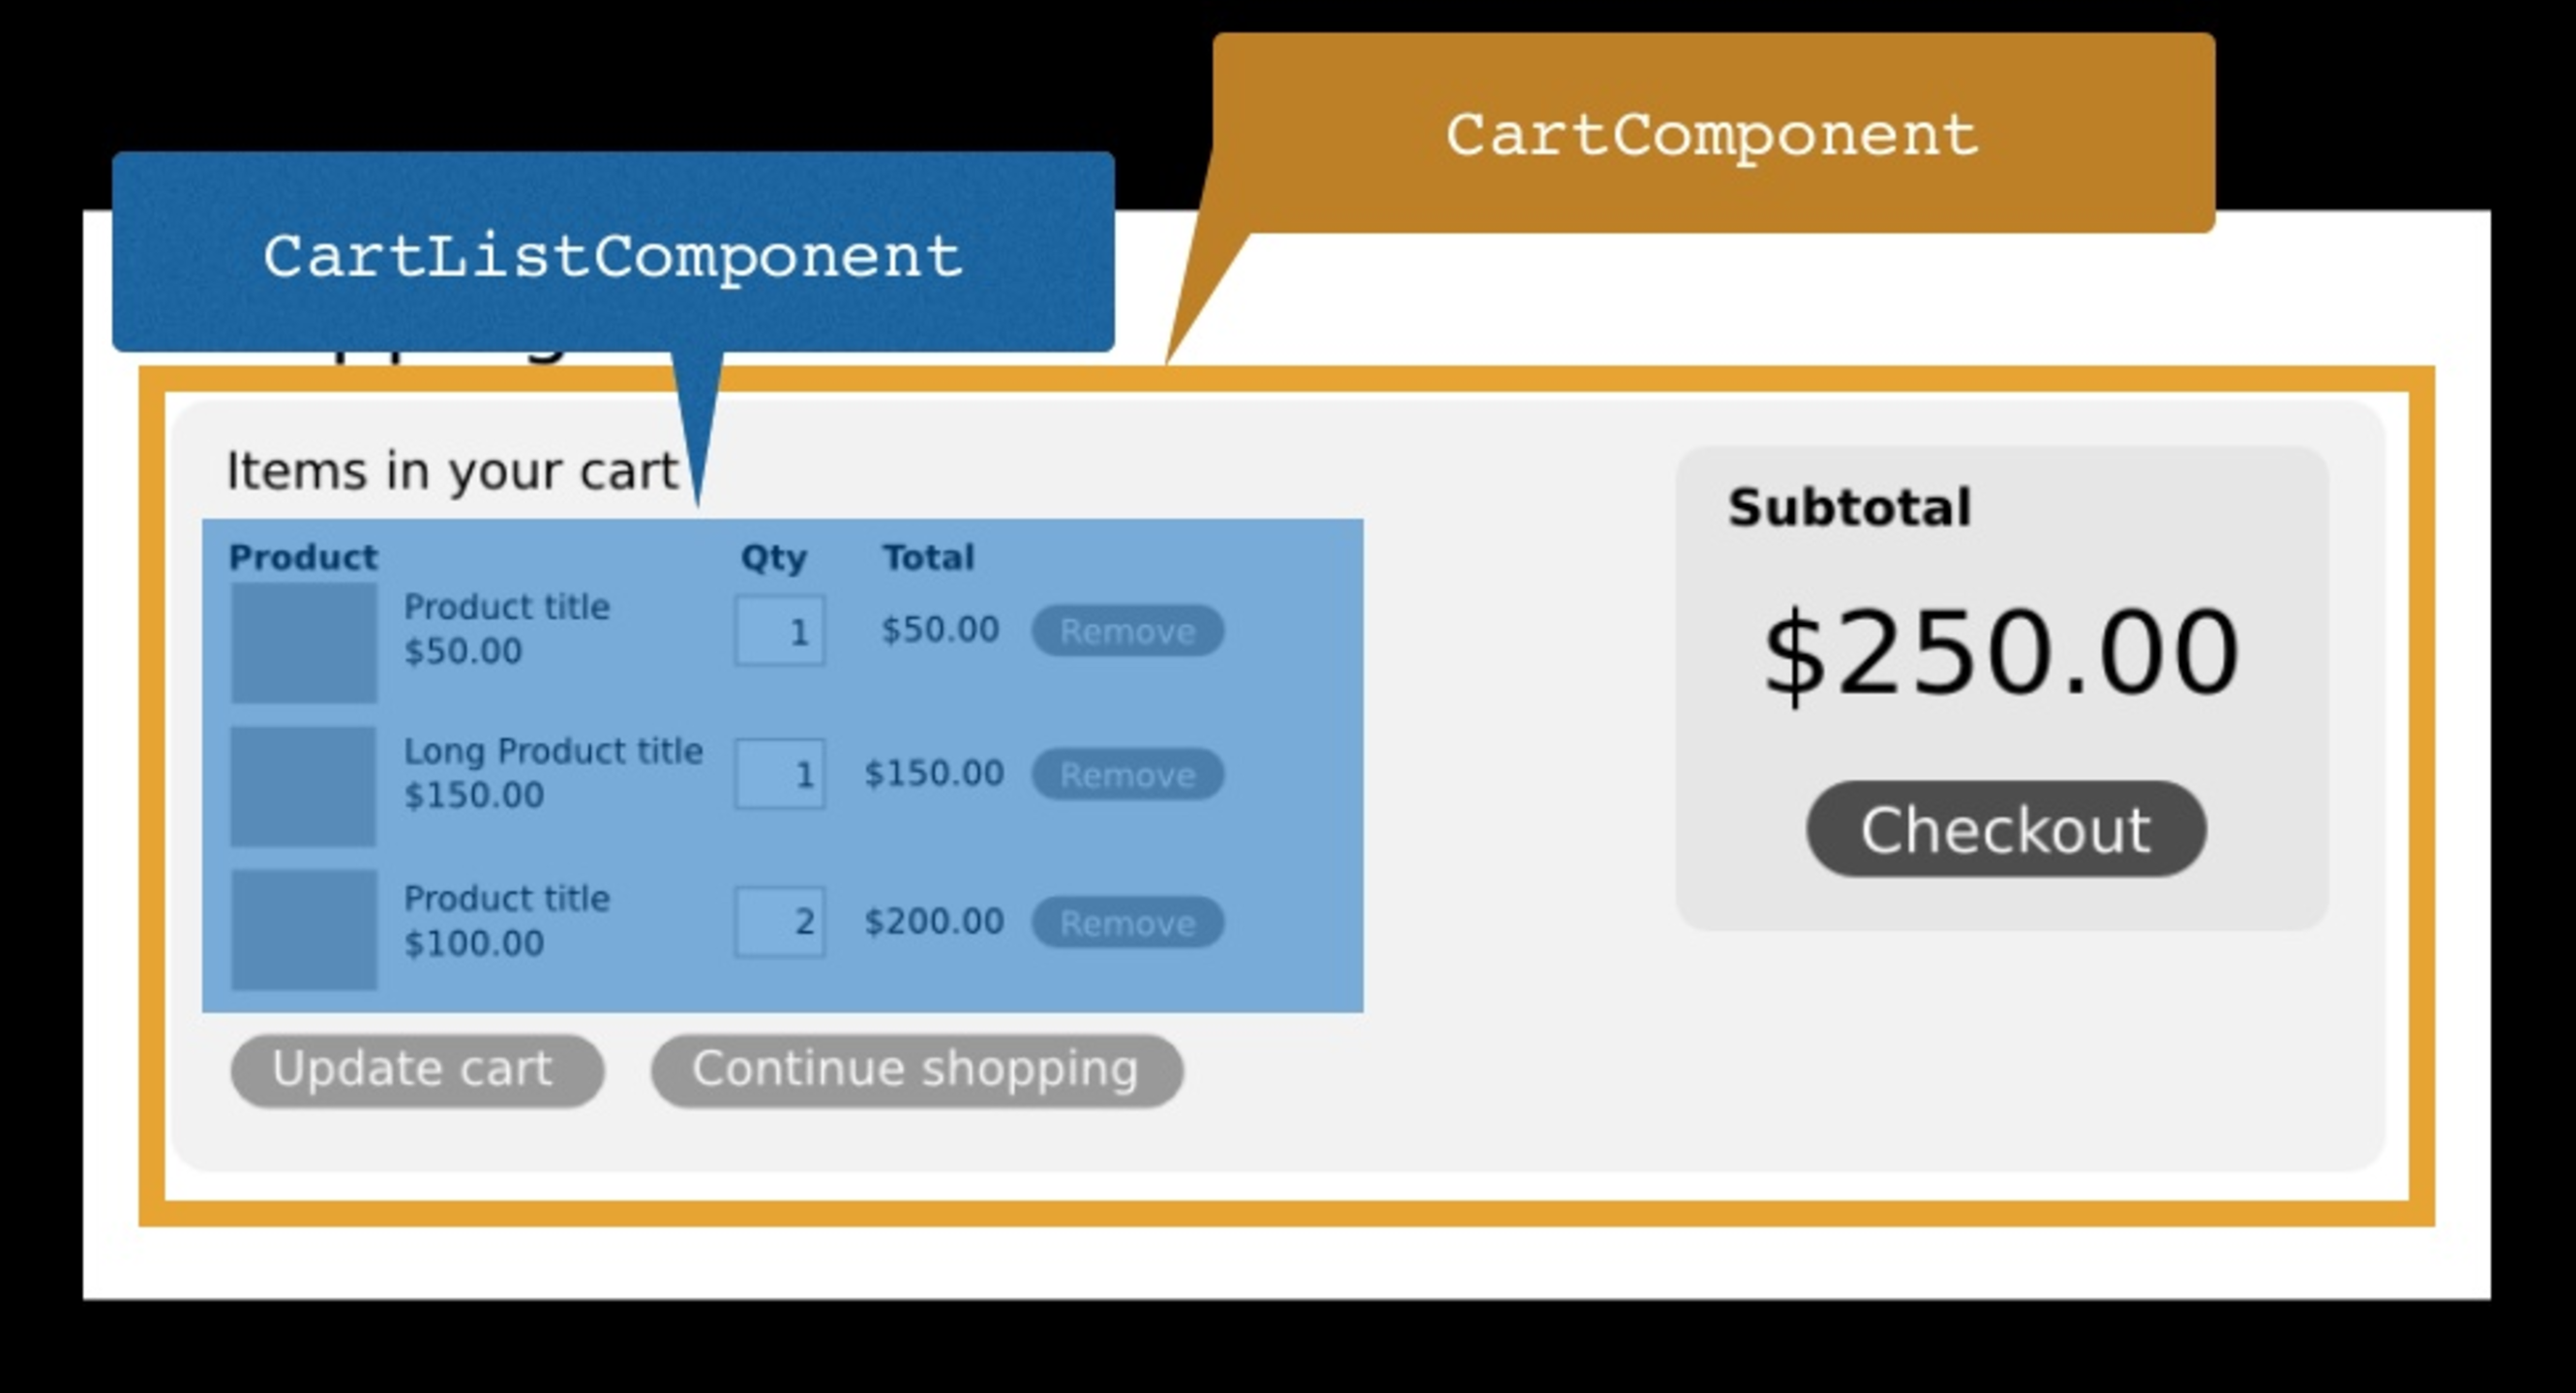 CartComponent
CartListComponent
Items in your cart
Product Qty Total
Product title
$50.00
1 $50.00 Remove
Long Product title
$150.00
1 $150.00 Remove
Product title
$100.00
2 $200.00 Remove
Update cart Continue shopping
Subtotal
$250.00
Checkout